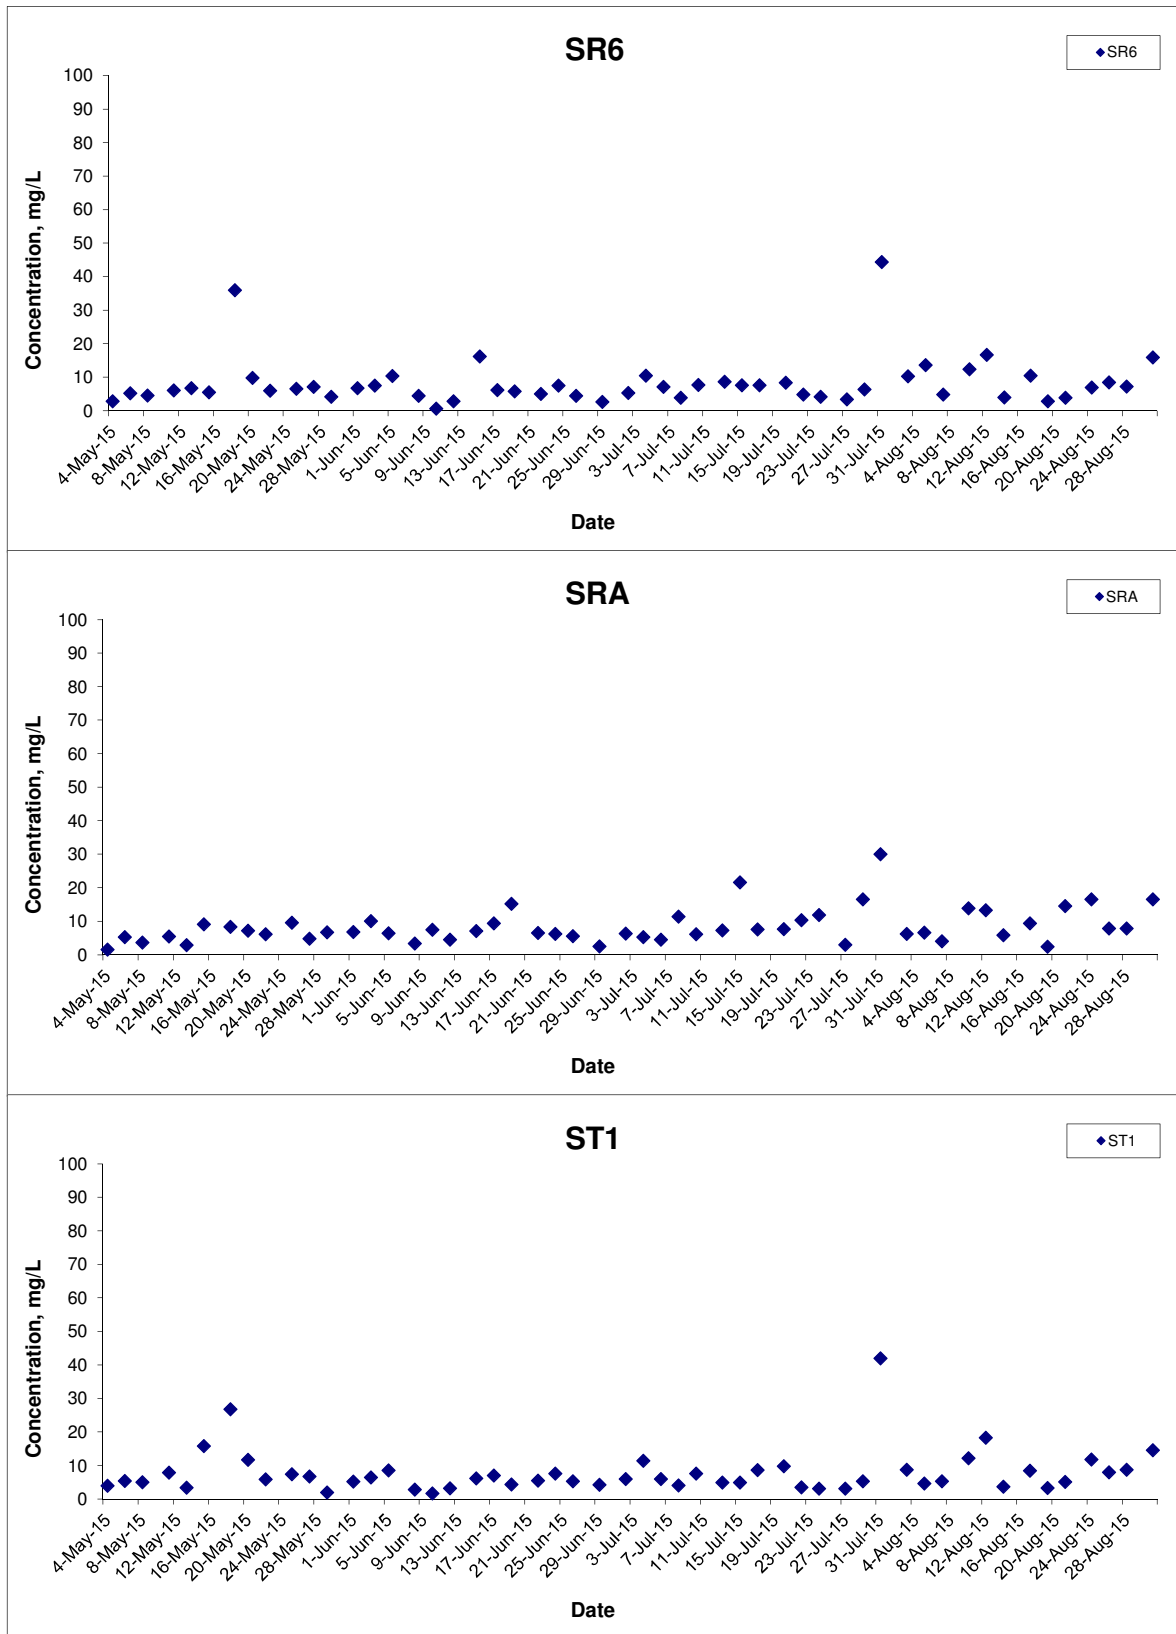 SR6
SR6
Concentration, mg/L
100
90
80
70
60
50
40
30
20
10
0
4-May-15
8-May-15
12-May-15
16-May-15
20-May-15
24-May-15
28-May-15
1-Jun-15
5-Jun-15
9-Jun-15
13-Jun-15
17-Jun-15
21-Jun-15
25-Jun-15
29-Jun-15
3-Jul-15
7-Jul-15
11-Jul-15
15-Jul-15
19-Jul-15
23-Jul-15
27-Jul-15
31-Jul-15
4-Aug-15
8-Aug-15
12-Aug-15
16-Aug-15
20-Aug-15
24-Aug-15
28-Aug-15
Date
SRA
SRA
Concentration, mg/L
100
90
80
70
60
50
40
30
20
10
0
4-May-15
8-May-15
12-May-15
16-May-15
20-May-15
24-May-15
28-May-15
1-Jun-15
5-Jun-15
9-Jun-15
13-Jun-15
17-Jun-15
21-Jun-15
25-Jun-15
29-Jun-15
3-Jul-15
7-Jul-15
11-Jul-15
15-Jul-15
19-Jul-15
23-Jul-15
27-Jul-15
31-Jul-15
4-Aug-15
8-Aug-15
12-Aug-15
16-Aug-15
20-Aug-15
24-Aug-15
28-Aug-15
Date
ST1
ST1
Concentration, mg/L
100
90
80
70
60
50
40
30
20
10
0
4-May-15
8-May-15
12-May-15
16-May-15
20-May-15
24-May-15
28-May-15
1-Jun-15
5-Jun-15
9-Jun-15
13-Jun-15
17-Jun-15
21-Jun-15
25-Jun-15
29-Jun-15
3-Jul-15
7-Jul-15
11-Jul-15
15-Jul-15
19-Jul-15
23-Jul-15
27-Jul-15
31-Jul-15
4-Aug-15
8-Aug-15
12-Aug-15
16-Aug-15
20-Aug-15
24-Aug-15
28-Aug-15
Date